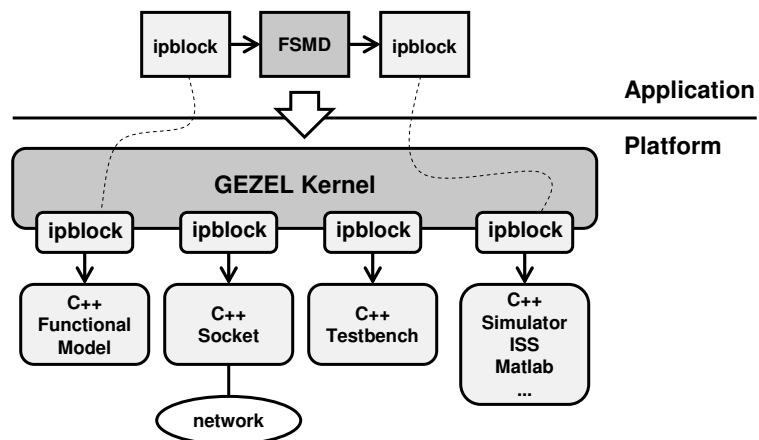 ipblock
FSMD
ipblock
Application
Platform
GEZEL Kernel
ipblock
ipblock
ipblock
ipblock
C++
Functional
Model
C++
Socket
C++
Testbench
C++
Simulator
ISS
Matlab
...
network